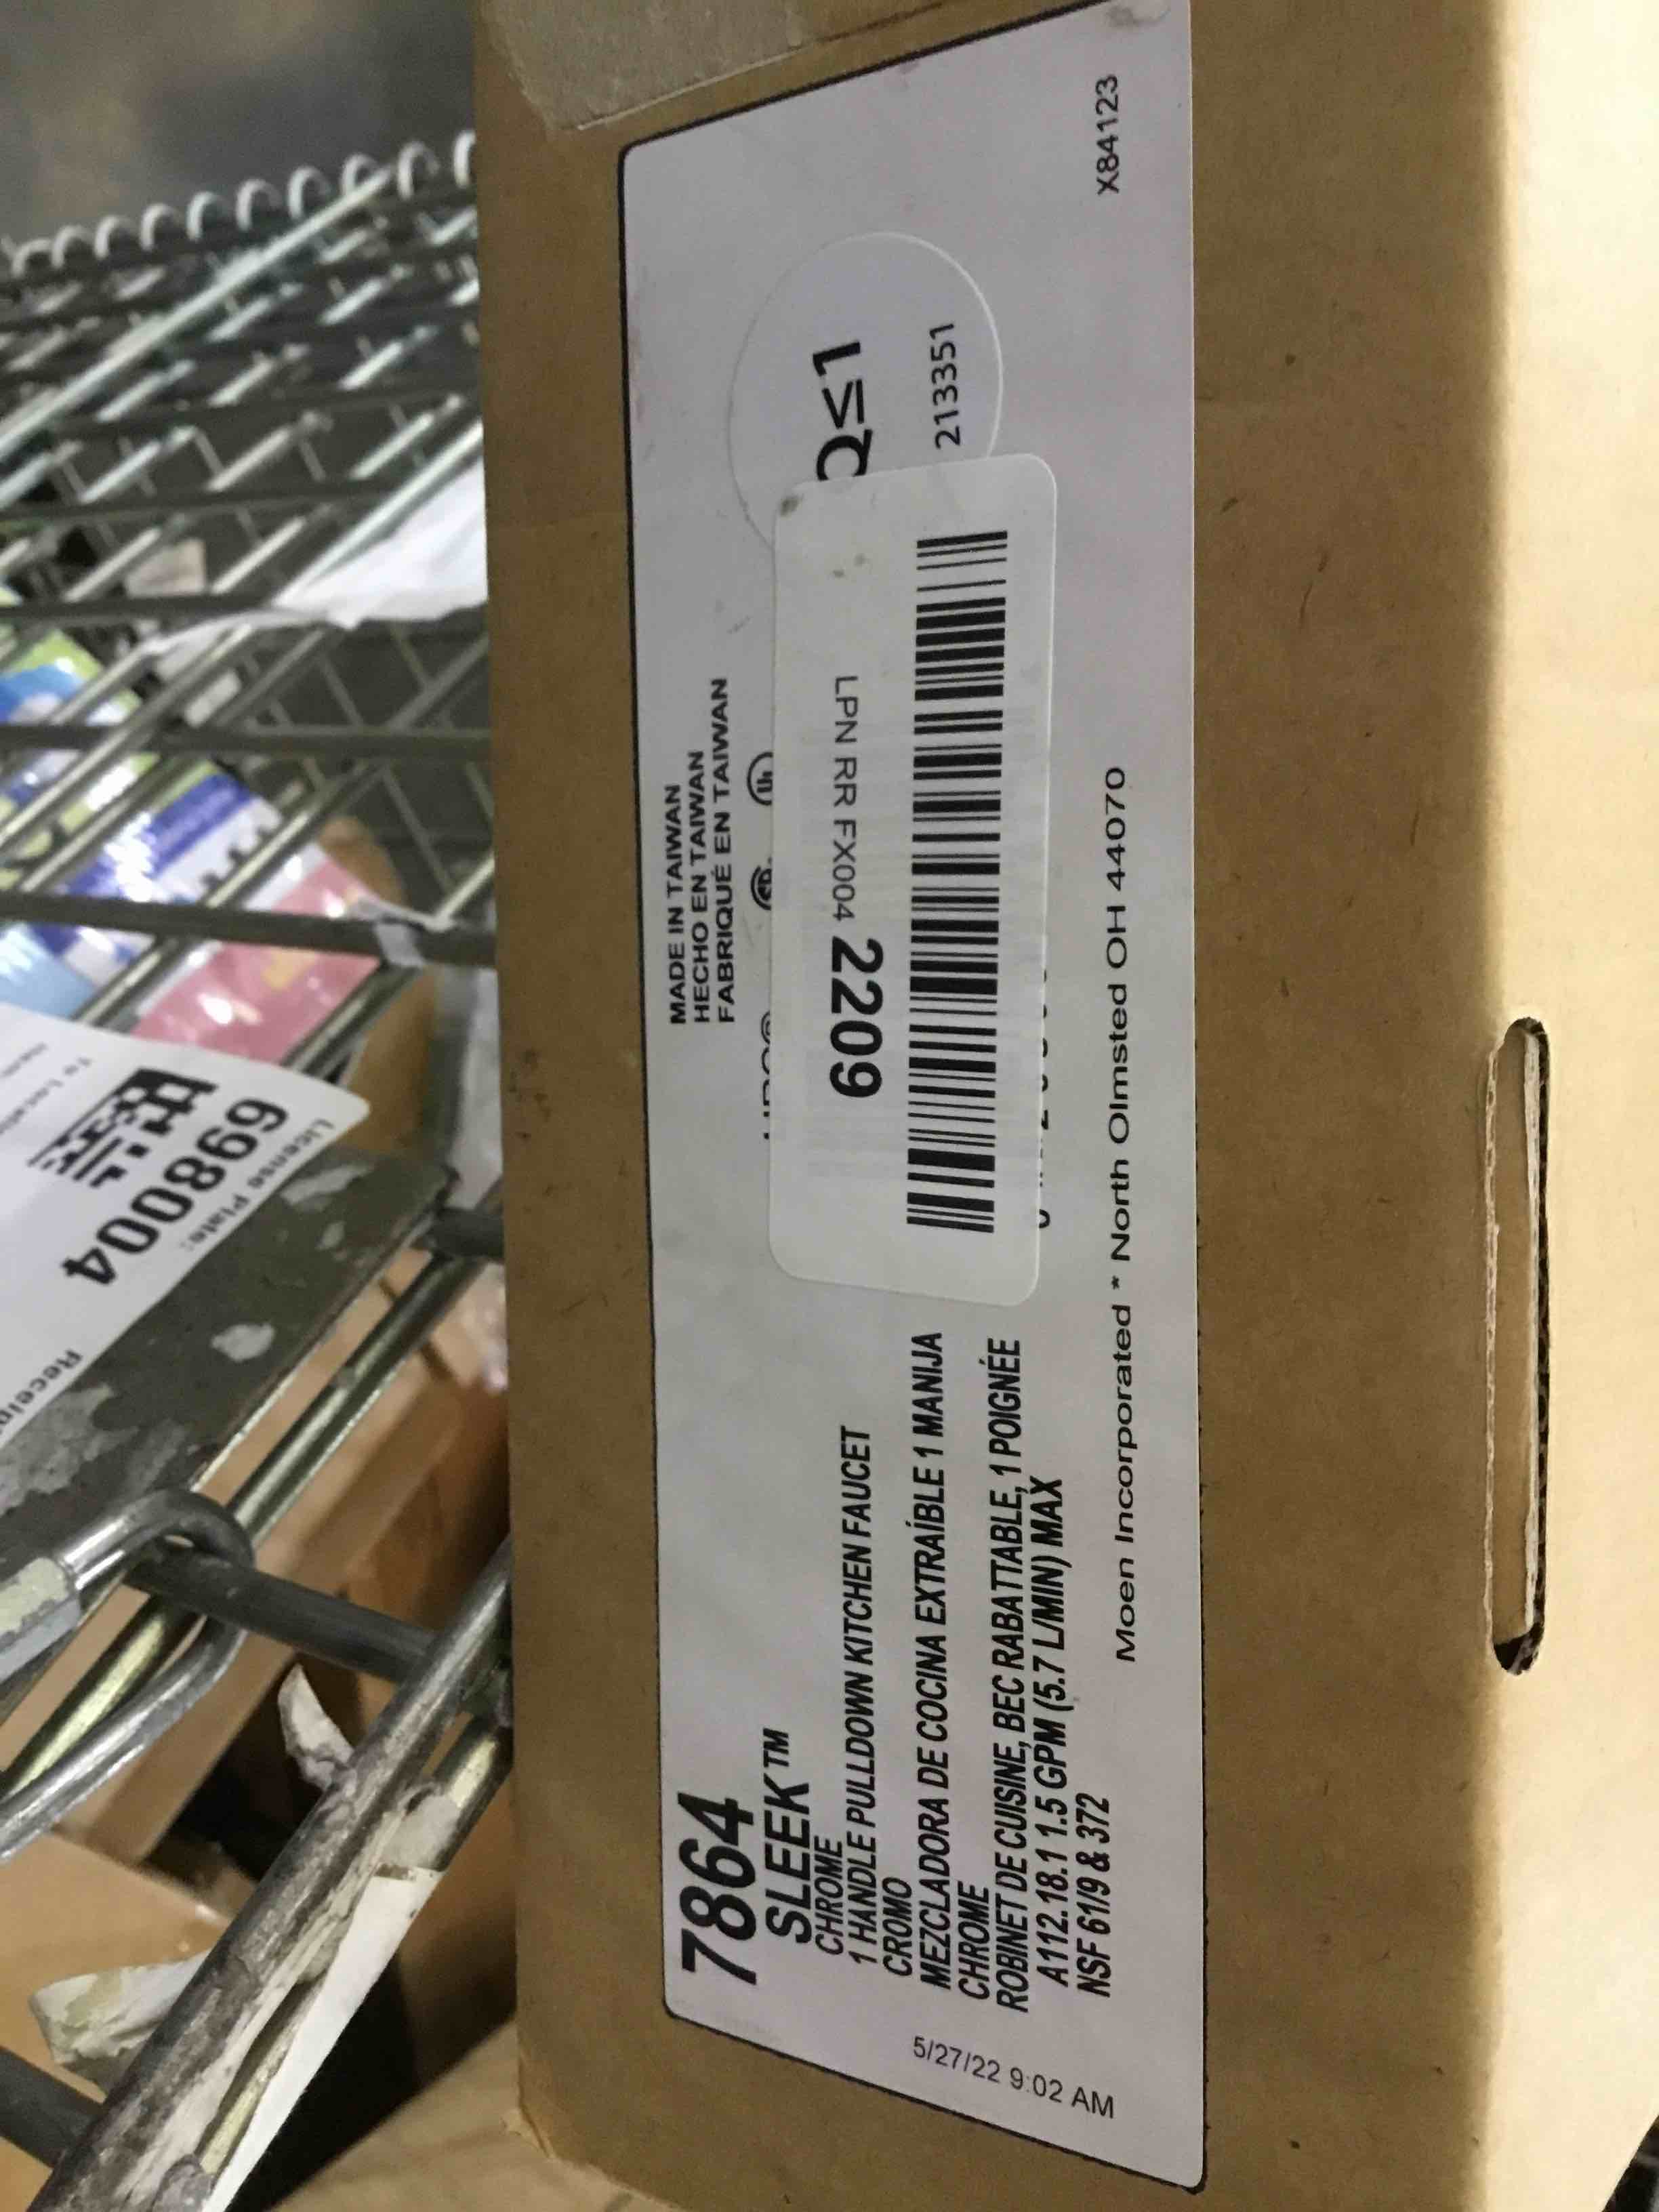 7864
SLEEK™
CHROME
1 HANDLE PULLDOWN KITCHEN FAUCET
CROMO
MEZCLADORA DE COCINA EXTRAÍBLE 1 MANIJA
CHROME
ROBINET DE CUISINE, BEC RABATTABLE, 1 POIGNÉE
A112.18.1 1.5 GPM (5.7 L/MIN) MAX
NSF 61/9 & 372
5/27/22 9:02 AM
MADE IN TAIWAN
HECHO EN TAIWAN
FABRIQUÉ EN TAIWAN
LPN RR FX004 2209
213351
Moen Incorporated * North Olmsted OH 44070
X84123
License Plate:
698004